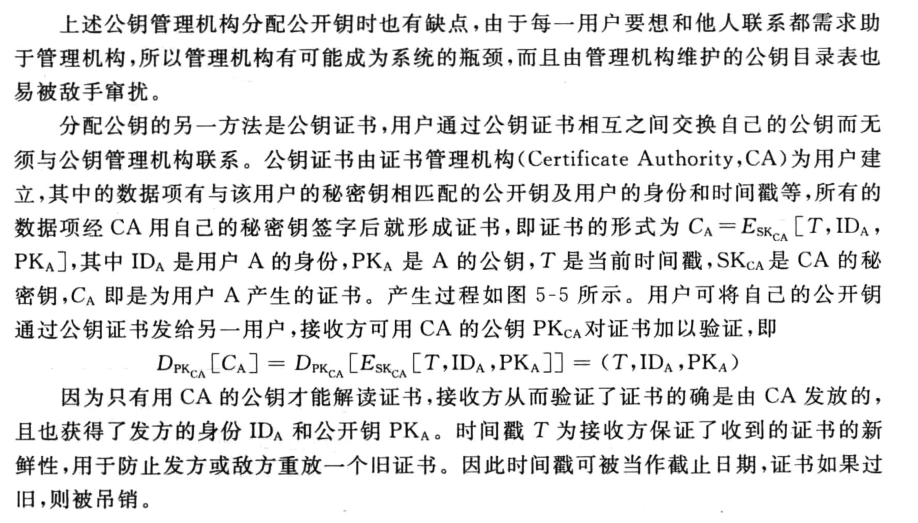 上述公钥管理机构分配公开钥时也有缺点，由于每一用户要想和他人联系都需求助
于管理机构，所以管理机构有可能成为系统的瓶颈，而且由管理机构维护的公钥目录表也
易被敌手窜扰。
分配公钥的另一方法是公钥证书，用户通过公钥证书相互之间交换自己的公钥而无
须与公钥管理机构联系。公钥证书由证书管理机构(Certificate Authority,CA)为用户建
立，其中的数据项有与该用户的秘密钥相匹配的公开钥及用户的身份和时间戳等，所有的
数据项经 CA 用自己的秘密钥签字后就形成证书，即证书的形式为 C_A＝E_{SK_{CA}}[T,ID_A,
PK_A]，其中 ID_A 是用户 A 的身份，PK_A 是 A 的公钥，T 是当前时间戳，SK_{CA}是 CA 的秘
密钥，C_A 即是为用户 A 产生的证书。产生过程如图 5-5 所示。用户可将自己的公开钥
通过公钥证书发给另一用户，接收方可用 CA 的公钥 PK_{CA}对证书加以验证，即
D_{PK_{CA}}[C_A] = D_{PK_{CA}}[E_{SK_{CA}}[T,ID_A,PK_A]] = (T,ID_A,PK_A)
因为只有用 CA 的公钥才能解读证书，接收方从而验证了证书的确是由 CA 发放的，
且也获得了发方的身份 ID_A 和公开钥 PK_A。时间戳 T 为接收方保证了收到的证书的新
鲜性，用于防止发方或敌方重放一个旧证书。因此时间戳可被当作截止日期，证书如果过
旧，则被吊销。